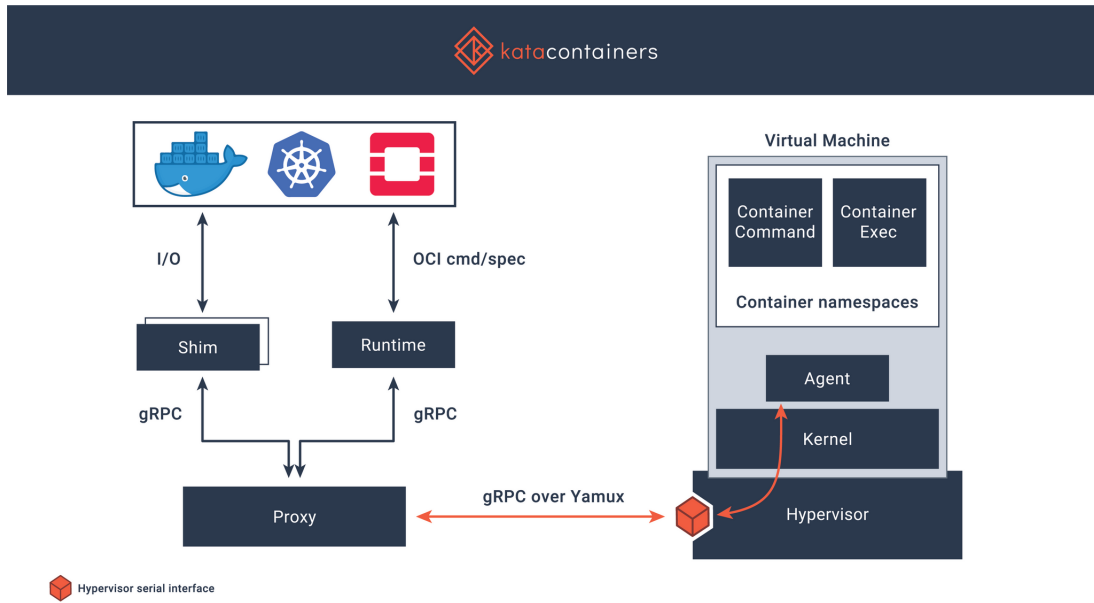 katacontainers
Virtual Machine
Container
Command
Container
Exec
I/O
OCI cmd/spec
Container namespaces
Shim
Runtime
Agent
gRPC
gRPC
Kernel
gRPC over Yamux
Proxy
Hypervisor
Hypervisor serial interface